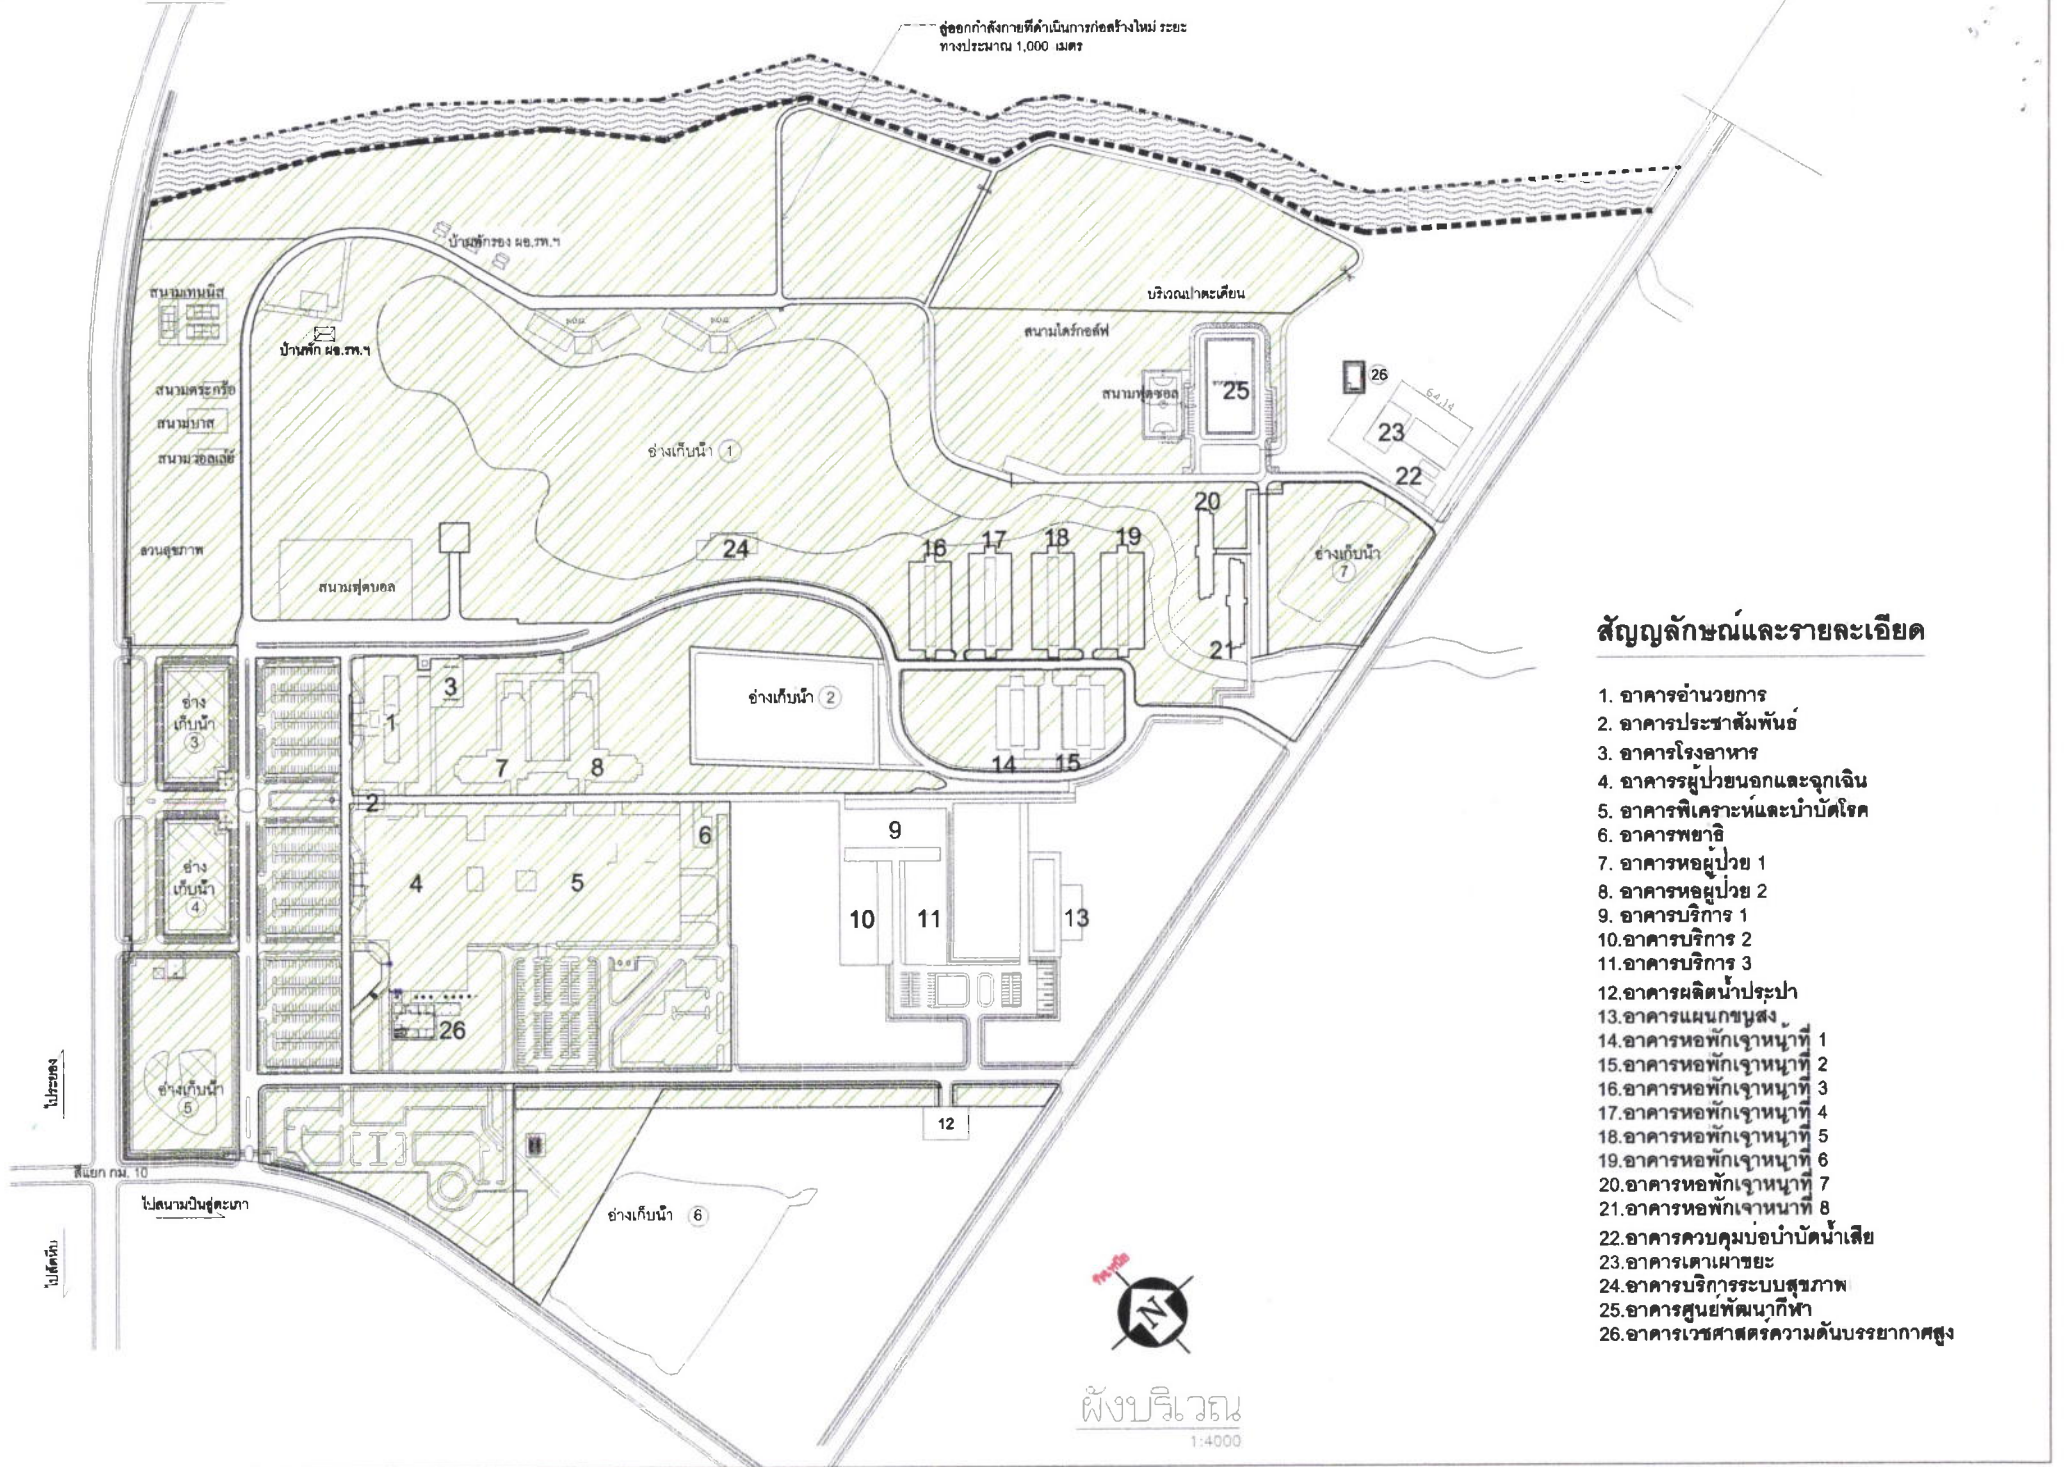 ลู่ออกกำลังกายที่ดำเนินการก่อสร้างใหม่ ระยะ
ทางประมาณ 1,000 เมตร
บ้านพักรอง ผอ.รพ.ฯ
สนามเทนนิส
บ้านพัก ผอ.รพ.ฯ
บริเวณป่าตะเคียน
สนามไดร์กอล์ฟ
สนามฟุตซอล
25
26
64.14
23
22
สนามตระกร้อ
สนามบาส
สนามวอลเล่ย์
อ่างเก็บน้ำ 1
สวนสุขภาพ
สนามฟุตบอล
24
16
17
18
19
20
21
อ่างเก็บน้ำ
7
อ่าง
เก็บน้ำ
3
1
3
7
8
2
อ่างเก็บน้ำ 2
14
15
อ่าง
เก็บน้ำ
4
4
5
6
9
10
11
13
26
อ่างเก็บน้ำ
5
12
อ่างเก็บน้ำ 6
ไประยอง
สี่แยก กม. 10
ไปสนามบินอู่ตะเภา
ไปสัตหีบ
N
ผังบริเวณ
1:4000
สัญญลักษณ์และรายละเอียด
1. อาคารอำนวยการ
2. อาคารประชาสัมพันธ์
3. อาคารโรงอาหาร
4. อาคารรผู้ป่วยนอกและฉุกเฉิน
5. อาคารพิเคราะห์และบำบัดโรค
6. อาคารพยาธิ
7. อาคารหอผู้ป่วย 1
8. อาคารหอผู้ป่วย 2
9. อาคารบริการ 1
10.อาคารบริการ 2
11.อาคารบริการ 3
12.อาคารผลิตน้ำประปา
13.อาคารแผนกขนส่ง
14.อาคารหอพักเจ้าหน้าที่ 1
15.อาคารหอพักเจ้าหน้าที่ 2
16.อาคารหอพักเจ้าหน้าที่ 3
17.อาคารหอพักเจ้าหน้าที่ 4
18.อาคารหอพักเจ้าหน้าที่ 5
19.อาคารหอพักเจ้าหน้าที่ 6
20.อาคารหอพักเจ้าหน้าที่ 7
21.อาคารหอพักเจ้าหน้าที่ 8
22.อาคารควบคุมบ่อบำบัดน้ำเสีย
23.อาคารเตาเผาขยะ
24.อาคารบริการระบบสุขภาพ
25.อาคารศูนย์พัฒนากีฬา
26.อาคารเวชศาสตร์ความดันบรรยากาศสูง